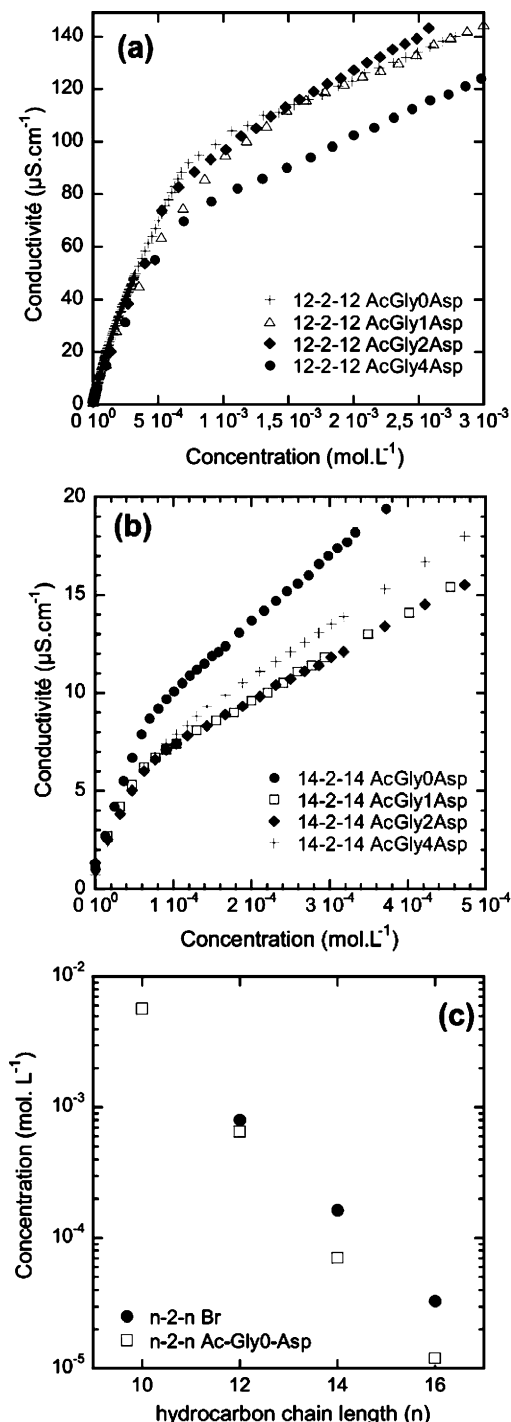 (a)
140
120
100
80
60
40
20
0
Conductivité (µS.cm⁻¹)
12-2-12 AcGly0Asp
12-2-12 AcGly1Asp
12-2-12 AcGly2Asp
12-2-12 AcGly4Asp
0 10⁰ 5 10⁻⁴ 1 10⁻³ 1,5 10⁻³ 2 10⁻³ 2,5 10⁻³ 3 10⁻³
Concentration (mol.L⁻¹)
(b)
20
15
10
5
0
Conductivité (µS.cm⁻¹)
14-2-14 AcGly0Asp
14-2-14 AcGly1Asp
14-2-14 AcGly2Asp
14-2-14 AcGly4Asp
0 10⁰ 1 10⁻⁴ 2 10⁻⁴ 3 10⁻⁴ 4 10⁻⁴ 5 10⁻⁴
Concentration (mol.L⁻¹)
(c)
10⁻²
10⁻³
10⁻⁴
10⁻⁵
Concentration (mol. L⁻¹)
n-2-n Br
n-2-n Ac-Gly0-Asp
10 12 14 16
hydrocarbon chain length (n)